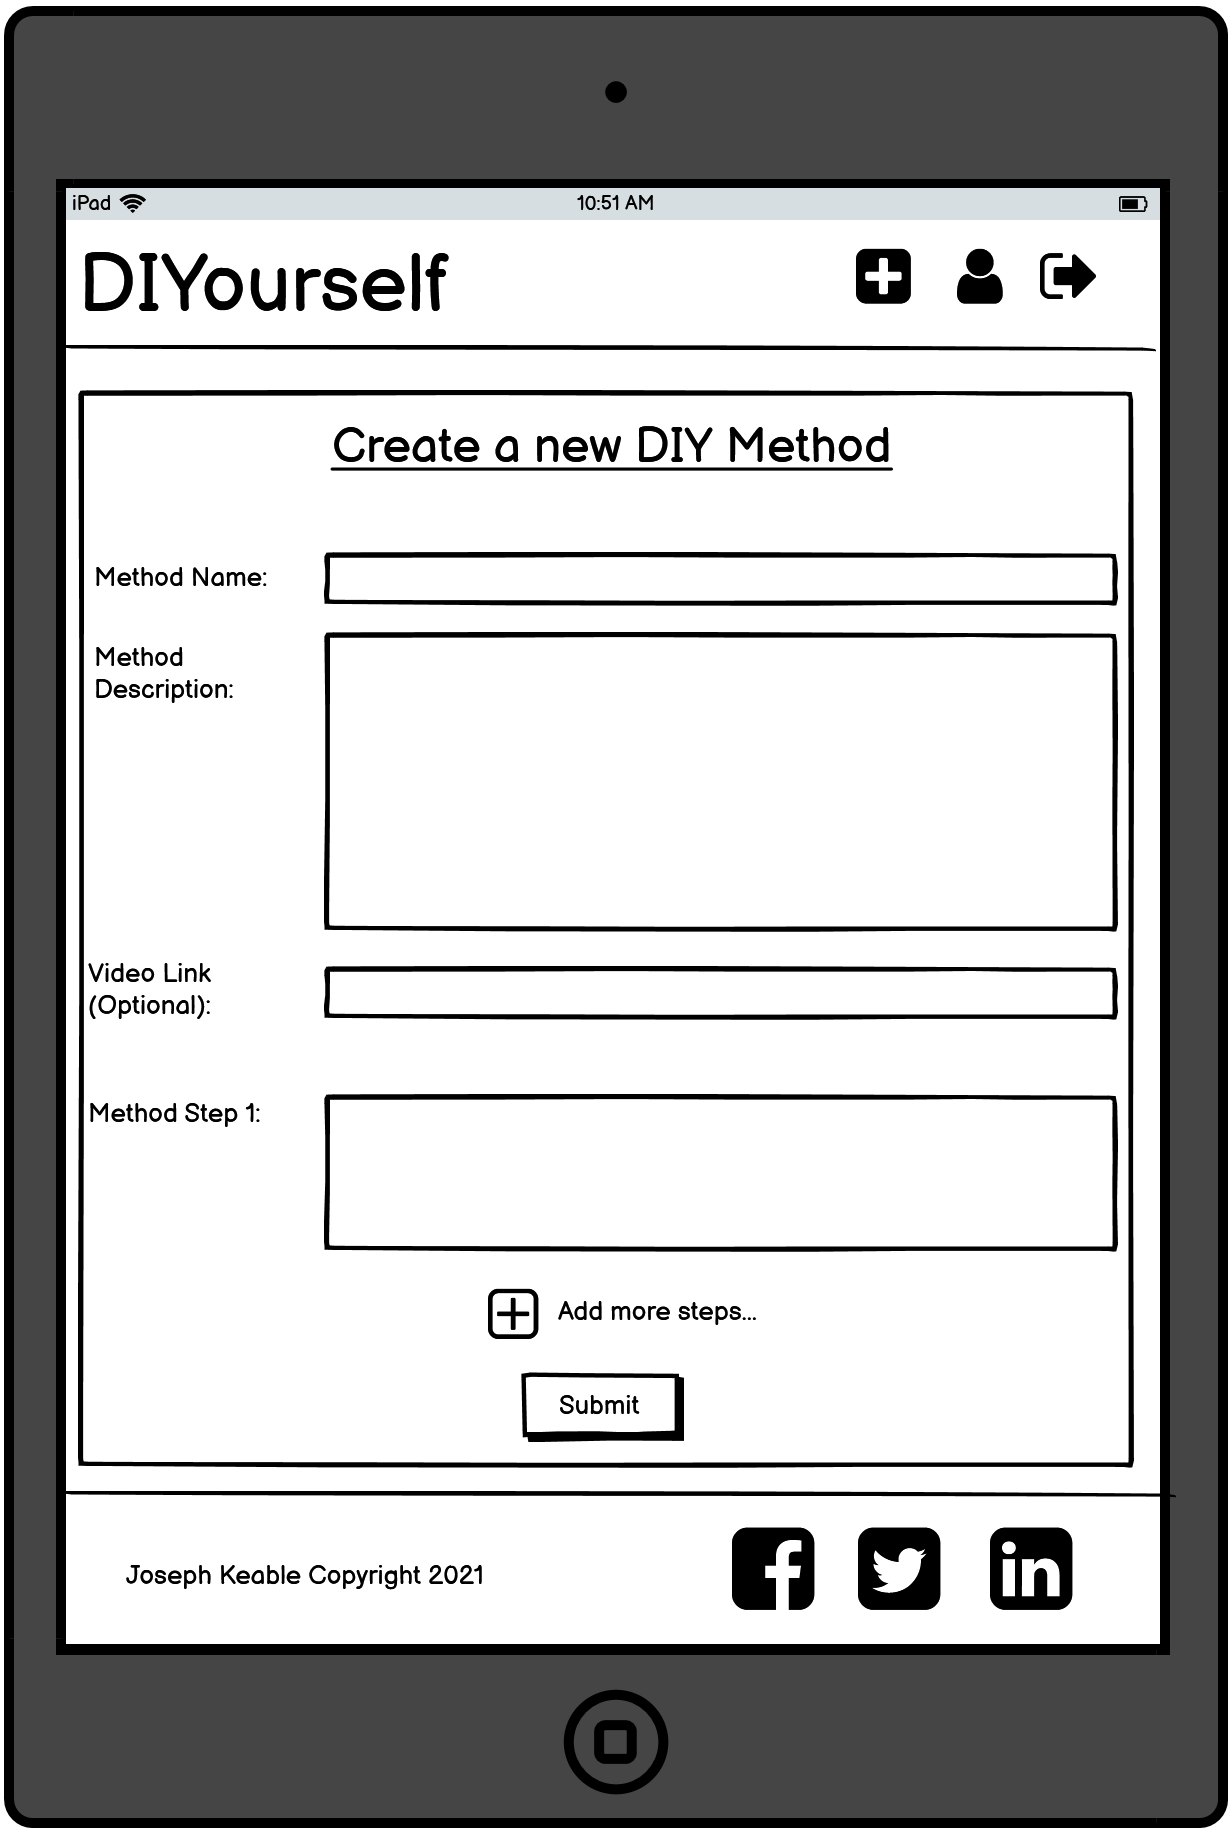 iPad
10:51 AM
DIYourself
Create a new DIY Method
Method Name:
Method
Description:
Video Link
(Optional):
Method Step 1:
Add more steps...
Submit
Joseph Keable Copyright 2021